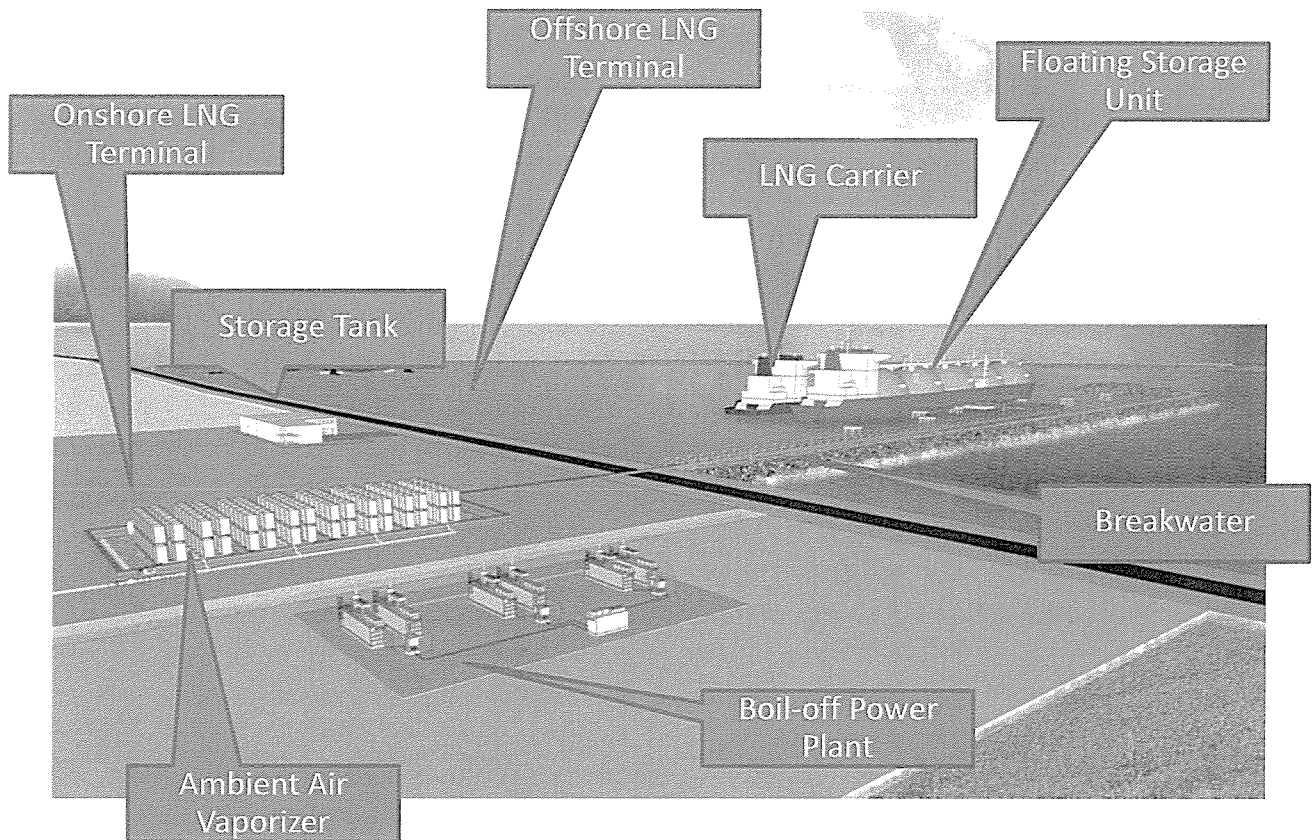 Offshore LNG
Terminal
Floating Storage
Unit
Onshore LNG
Terminal
LNG Carrier
Storage Tank
Breakwater
Boil-off Power
Plant
Ambient Air
Vaporizer